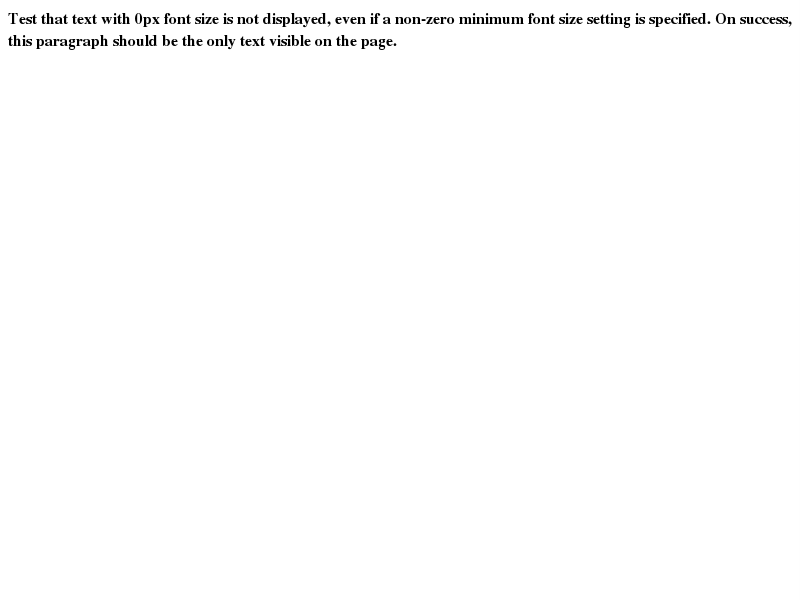 Test that text with 0px font size is not displayed, even if a non-zero minimum font size setting is specified. On success,
this paragraph should be the only text visible on the page.